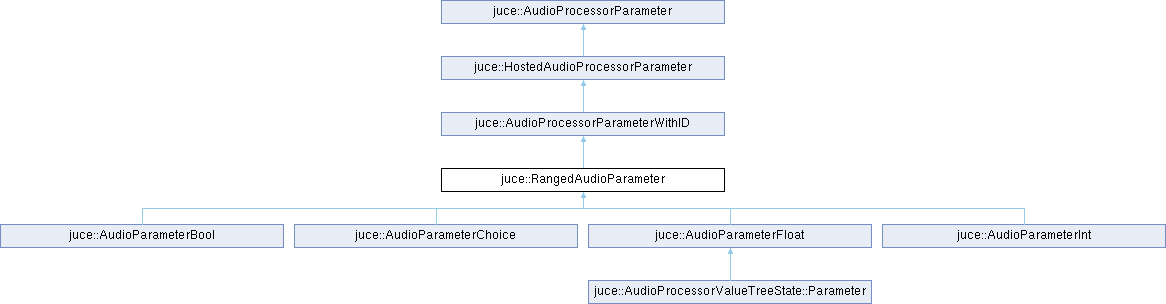 juce::AudioProcessorParameter
juce::HostedAudioProcessorParameter
juce::AudioProcessorParameterWithID
juce::RangedAudioParameter
juce::AudioParameterBool
juce::AudioParameterChoice
juce::AudioParameterFloat
juce::AudioParameterInt
juce::AudioProcessorValueTreeState::Parameter